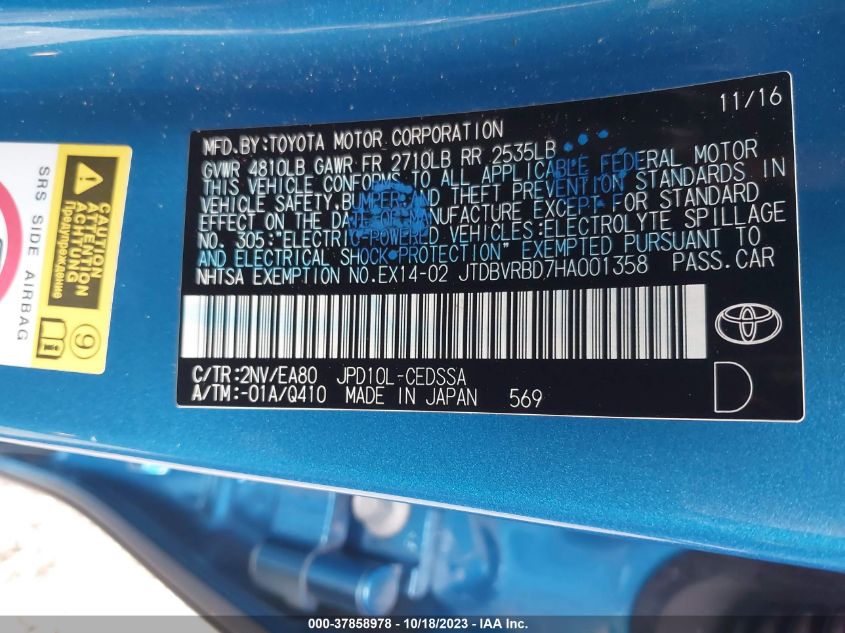 11/16
MFD.BY:TOYOTA MOTOR CORPORATION
GVWR 4810LB GAWR FR 2710LB RR 2535LB
THIS VEHICLE CONFORMS TO ALL APPLICABLE FEDERAL MOTOR
VEHICLE SAFETY,BUMPER,AND THEFT PREVENTION STANDARDS IN
EFFECT ON THE DATE OF MANUFACTURE EXCEPT FOR STANDARD
NO. 305:"ELECTRIC-POWERED VEHICLES:ELECTROLYTE SPILLAGE
AND ELECTRICAL SHOCK PROTECTION" EXEMPTED PURSUANT TO
NHTSA EXEMPTION NO.EX14-02 JTDBVRBD7HA001358 PASS.CAR
C/TR:2NV/EA80 JPD10L-CEDSSA
A/TM:-01A/Q410 MADE IN JAPAN 569
D
SRS SIDE AIRBAG
CAUTION
ATTENTION
ACHTUNG
Предупреждение
9
000-37858978 - 10/18/2023 - IAA Inc.